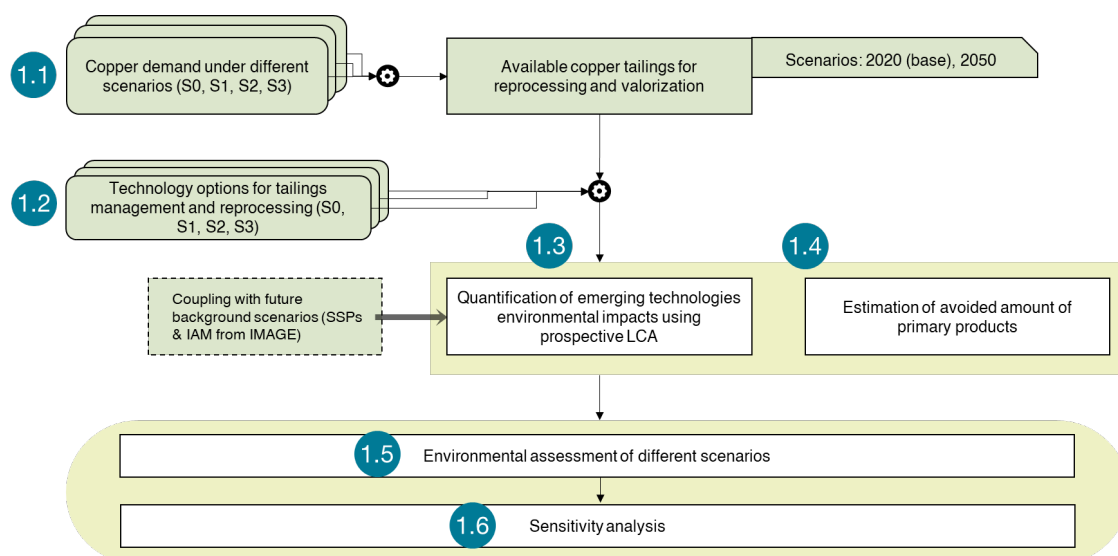 1.1
Copper demand under different
scenarios (S0, S1, S2, S3)
Available copper tailings for
reprocessing and valorization
Scenarios: 2020 (base), 2050
1.2
Technology options for tailings
management and reprocessing (S0,
S1, S2, S3)
1.3
1.4
Coupling with future
background scenarios (SSPs
& IAM from IMAGE)
Quantification of emerging technologies
environmental impacts using
prospective LCA
Estimation of avoided amount of
primary products
1.5
Environmental assessment of different scenarios
1.6
Sensitivity analysis